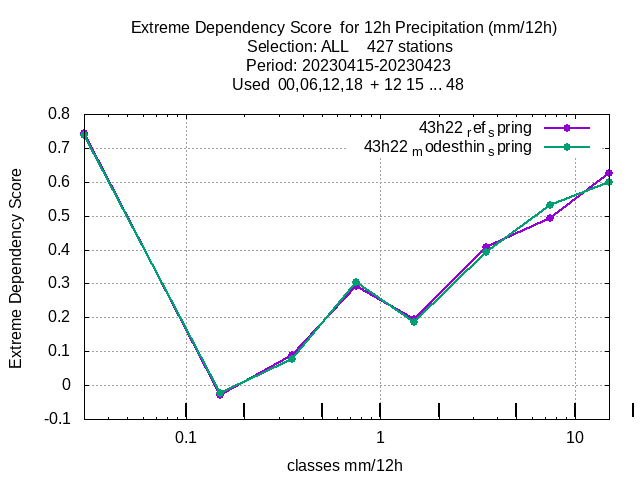 Extreme Dependency Score  for 12h Precipitation (mm/12h)
Selection: ALL    427 stations
Period: 20230415-20230423
Used  00,06,12,18  + 12 15 ... 48
43h22 ref spring
43h22 modesthin spring
0.8
0.7
0.6
0.5
0.4
0.3
0.2
0.1
0
-0.1
Extreme Dependency Score
0.1 1 10
classes mm/12h